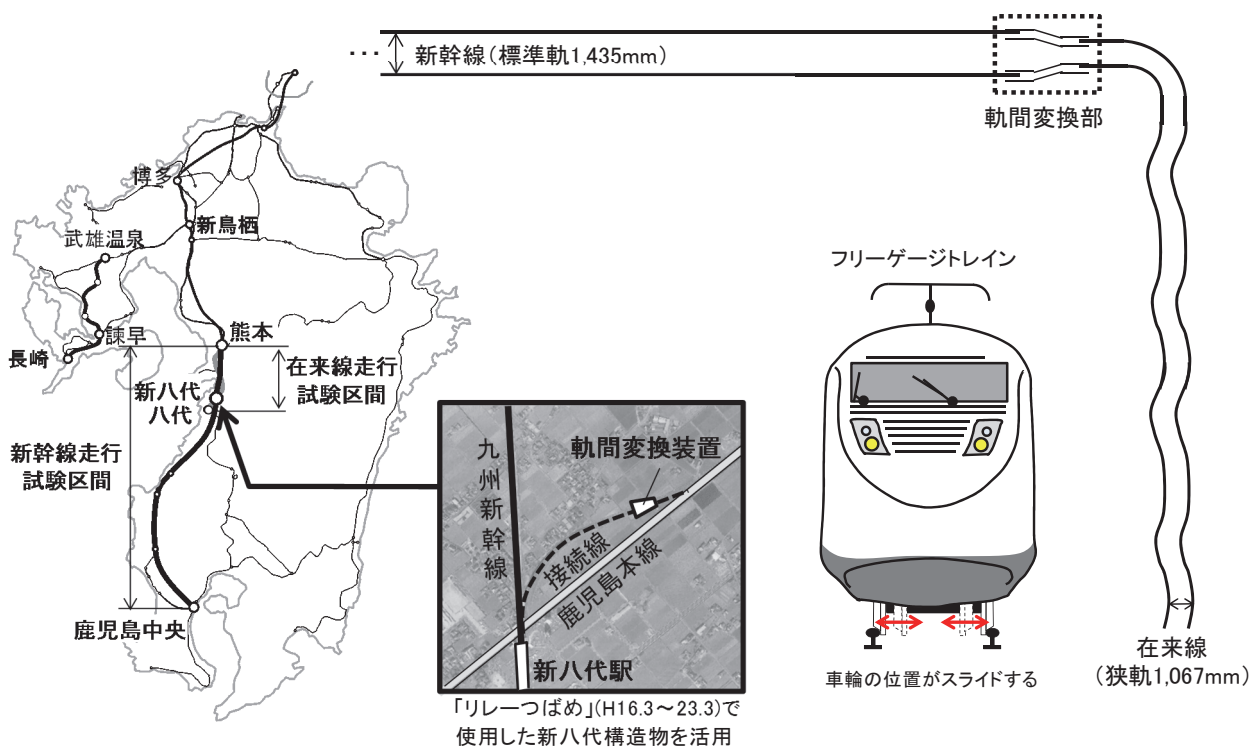 … 新幹線（標準軌1,435mm）
軌間変換部
博多
新鳥栖
武雄温泉
諫早
長崎
熊本
在来線走行
試験区間
新八代
八代
新幹線走行
試験区間
鹿児島中央
九州新幹線
軌間変換装置
接続線
鹿児島本線
新八代駅
「リレーつばめ」(H16.3～23.3)で
使用した新八代構造物を活用
フリーゲージトレイン
車輪の位置がスライドする
在来線
（狭軌1,067mm）